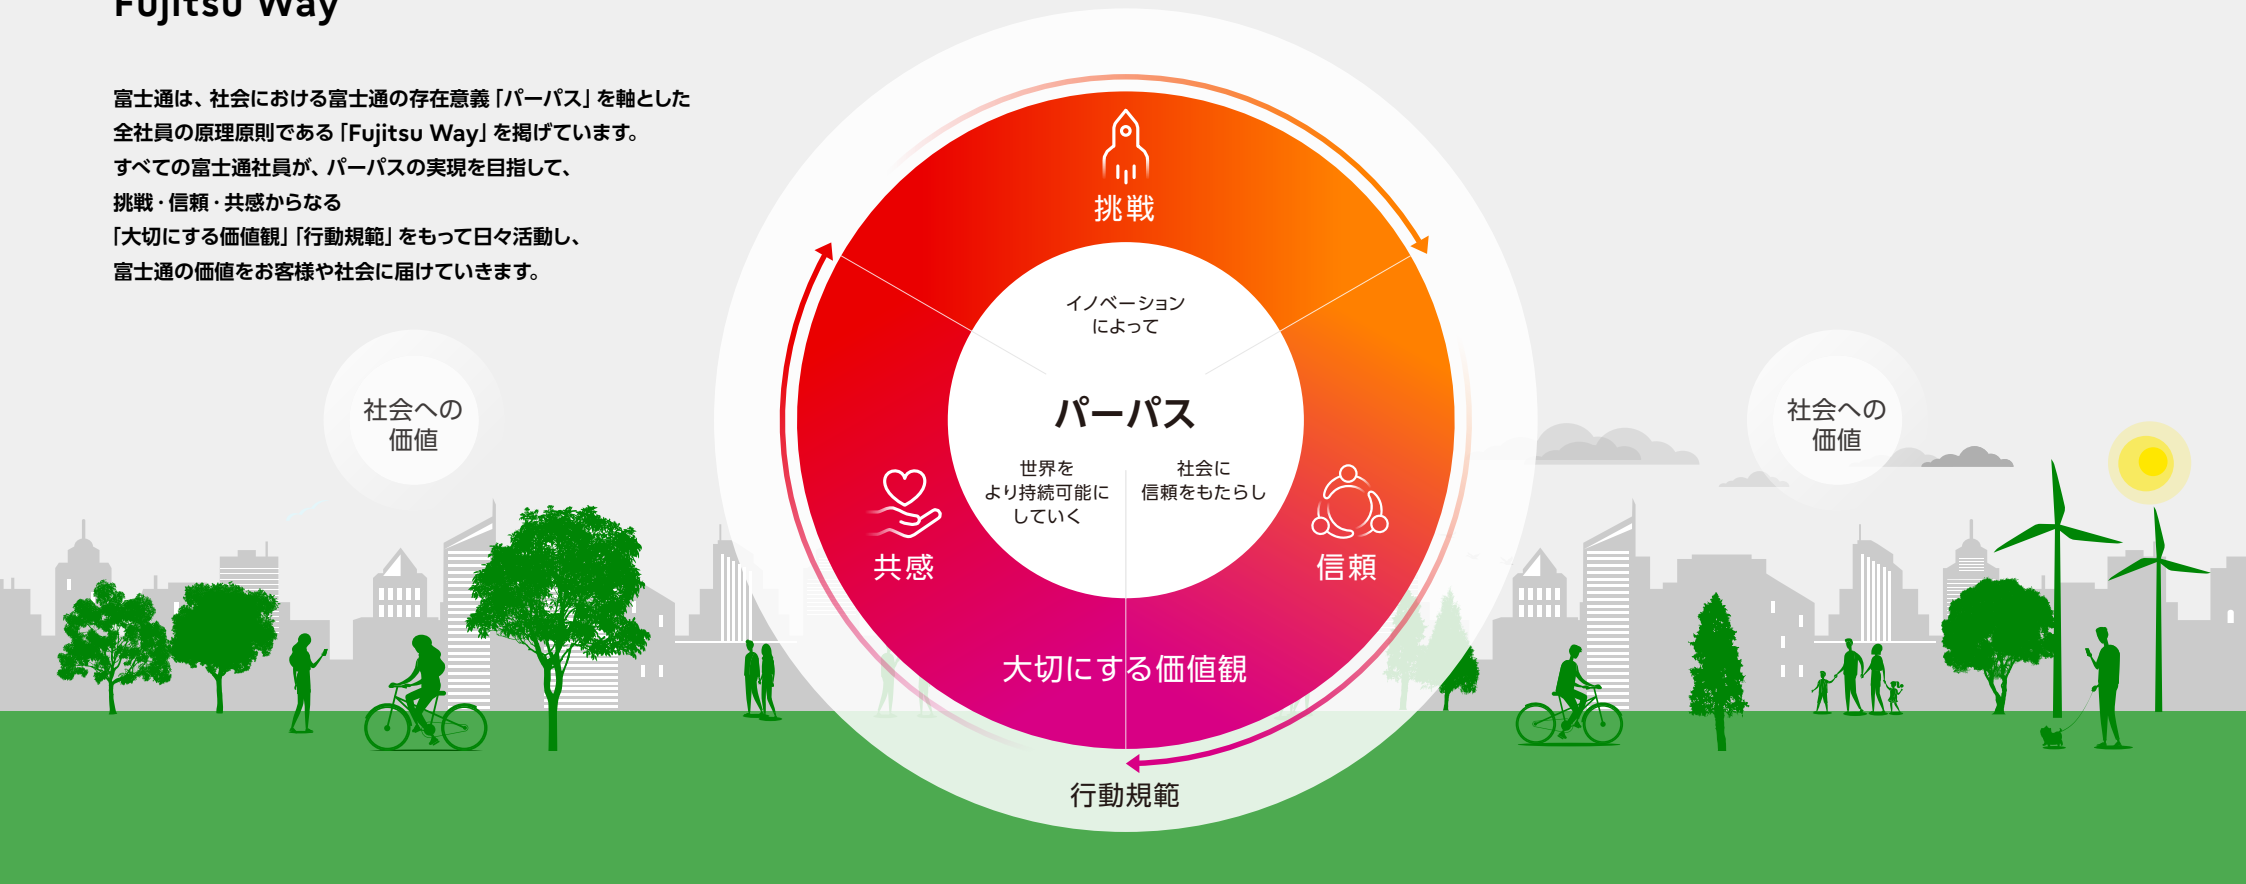 Fujitsu Way
富士通は、社会における富士通の存在意義「パーパス」を軸とした
全社員の原理原則である「Fujitsu Way」を掲げています。
すべての富士通社員が、パーパスの実現を目指して、
挑戦・信頼・共感からなる
「大切にする価値観」「行動規範」をもって日々活動し、
富士通の価値をお客様や社会に届けていきます。
挑戦
イノベーション
によって
パーパス
世界を
より持続可能に
していく
社会に
信頼をもたらし
共感
信頼
大切にする価値観
行動規範
社会への
価値
社会への
価値